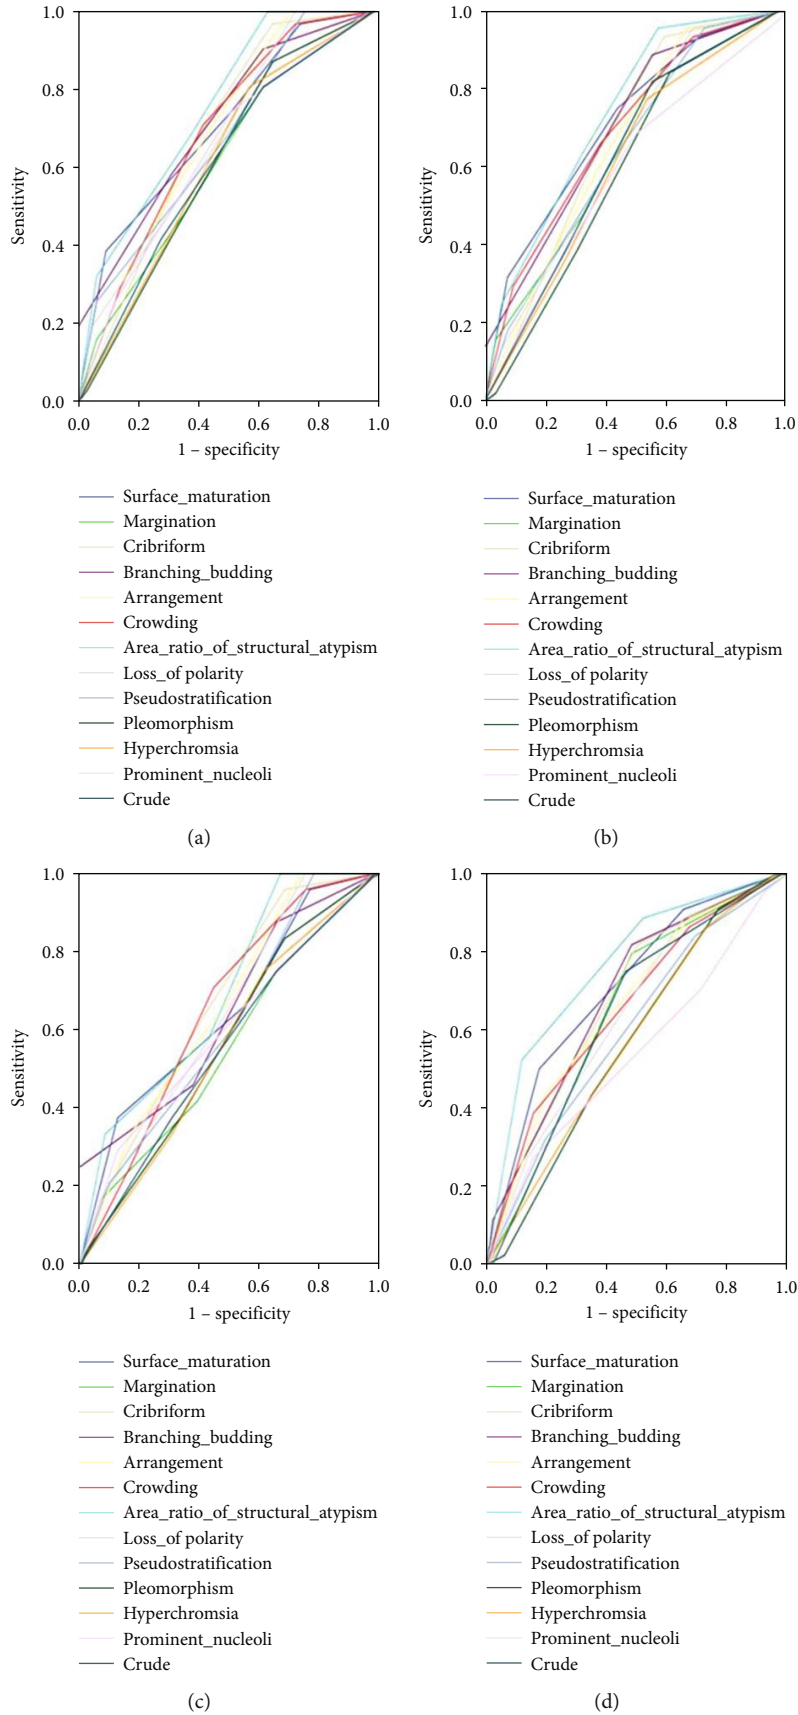 1.0
0.8
0.6
0.4
0.2
0.0
Sensitivity
0.0 0.2 0.4 0.6 0.8 1.0
1 – specificity
Surface_maturation
Margination
Cribriform
Branching_budding
Arrangement
Crowding
Area_ratio_of_structural_atypism
Loss_of polarity
Pseudostratification
Pleomorphism
Hyperchromsia
Prominent_nucleoli
Crude
(a)
1.0
0.8
0.6
0.4
0.2
0.0
Sensitivity
0.0 0.2 0.4 0.6 0.8 1.0
1 – specificity
Surface_maturation
Margination
Cribriform
Branching_budding
Arrangement
Crowding
Area_ratio_of_structural_atypism
Loss_of polarity
Pseudostratification
Pleomorphism
Hyperchromsia
Prominent_nucleoli
Crude
(b)
1.0
0.8
0.6
0.4
0.2
0.0
Sensitivity
0.0 0.2 0.4 0.6 0.8 1.0
1 – specificity
Surface_maturation
Margination
Cribriform
Branching_budding
Arrangement
Crowding
Area_ratio_of_structural_atypism
Loss_of polarity
Pseudostratification
Pleomorphism
Hyperchromsia
Prominent_nucleoli
Crude
(c)
1.0
0.8
0.6
0.4
0.2
0.0
Sensitivity
0.0 0.2 0.4 0.6 0.8 1.0
1 – specificity
Surface_maturation
Margination
Cribriform
Branching_budding
Arrangement
Crowding
Area_ratio_of_structural_atypism
Loss_of polarity
Pseudostratification
Pleomorphism
Hyperchromsia
Prominent_nucleoli
Crude
(d)